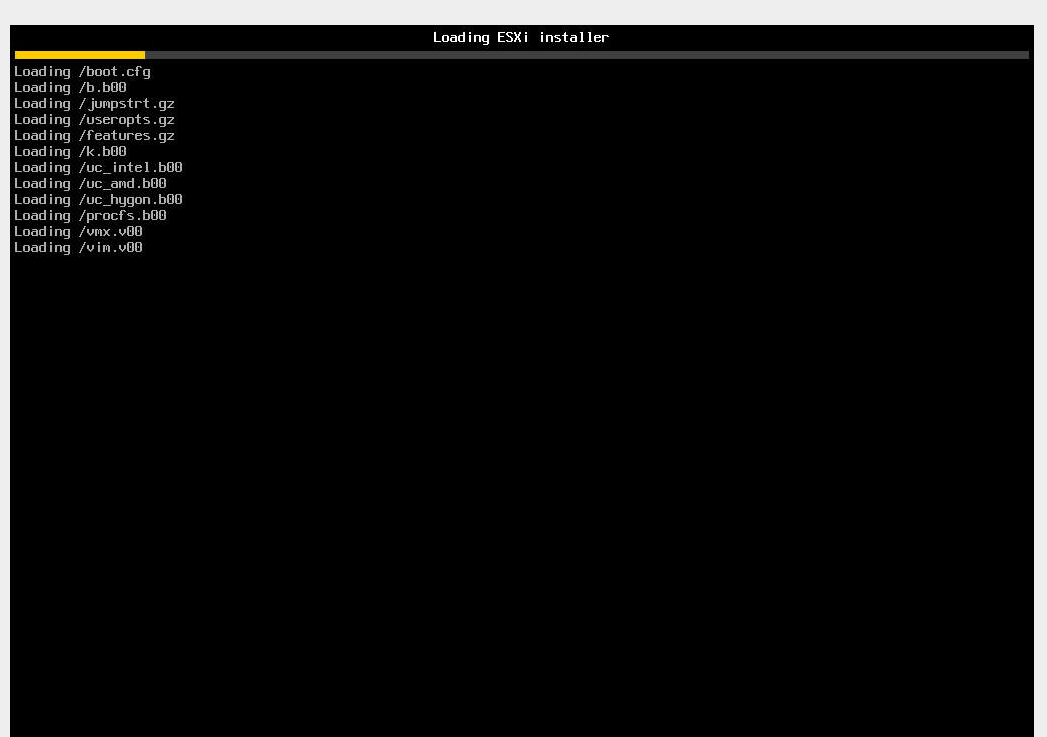 Loading ESXi installer
Loading /boot.cfg
Loading /b.b00
Loading /jumpstrt.gz
Loading /useropts.gz
Loading /features.gz
Loading /k.b00
Loading /uc_intel.b00
Loading /uc_amd.b00
Loading /uc_hygon.b00
Loading /procfs.b00
Loading /vmx.v00
Loading /vim.v00